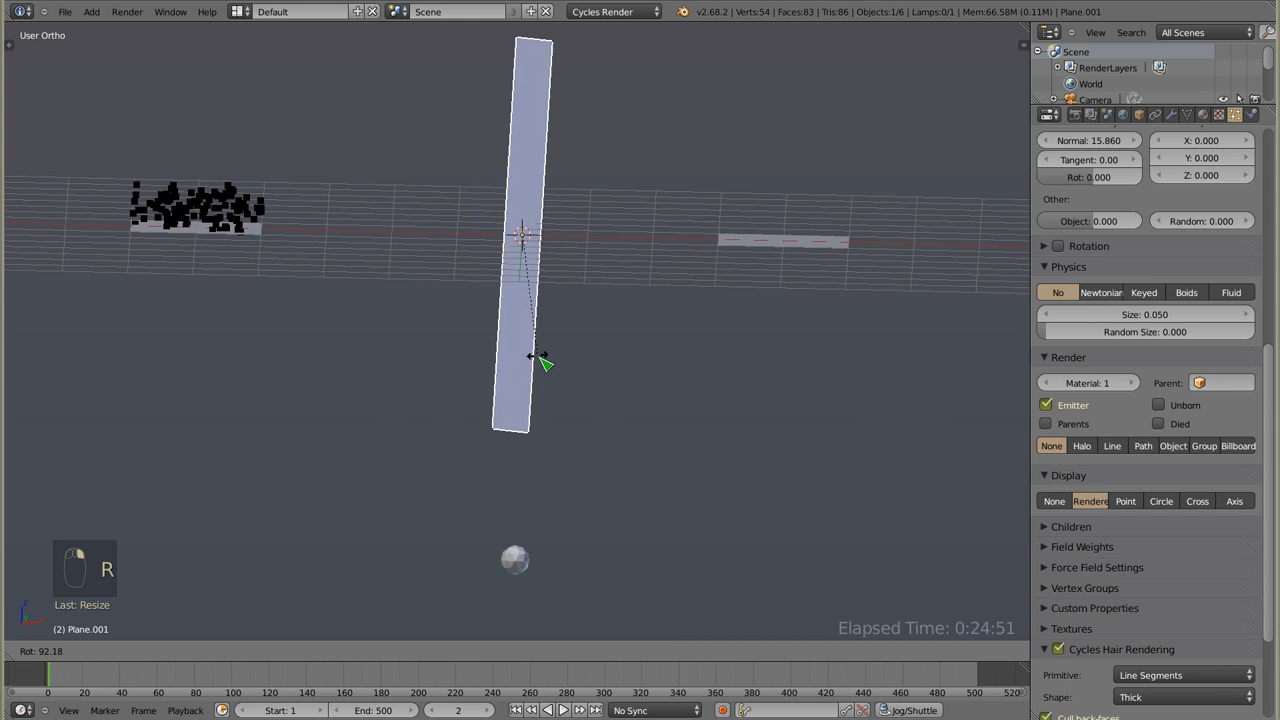 File Add Render Window Help Default Scene 3 Cycles Render v2.68.2 | Verts:54 | Faces:83 | Tris:86 | Objects:1/6 | Lamps:0/1 | Mem:66.58M (0.11M) | Plane.001
User Ortho
View Search All Scenes
Scene
RenderLayers
World
Camera
Normal: 15.860 X: 0.000
Tangent: 0.00 Y: 0.000
Rot: 0.000 Z: 0.000
Other:
Object: 0.000 Random: 0.000
Rotation
Physics
No Newtonian Keyed Boids Fluid
Size: 0.050
Random Size: 0.000
Render
Material: 1 Parent:
Emitter Unborn
Parents Died
None Halo Line Path Object Group Billboard
Display
None Rendere Point Circle Cross Axis
Children
Field Weights
Force Field Settings
Vertex Groups
Custom Properties
Textures
Cycles Hair Rendering
Primitive: Line Segments
Shape: Thick
Cull back-faces
R
Last: Resize
(2) Plane.001
Elapsed Time: 0:24:51
Rot: 92.18
0 20 40 60 80 100 120 140 160 180 200 220 240 260 280 300 320 340 360 380 400 420 440 460 480 500 520
View Marker Frame Playback Start: 1 End: 500 2 No Sync Jog/Shuttle